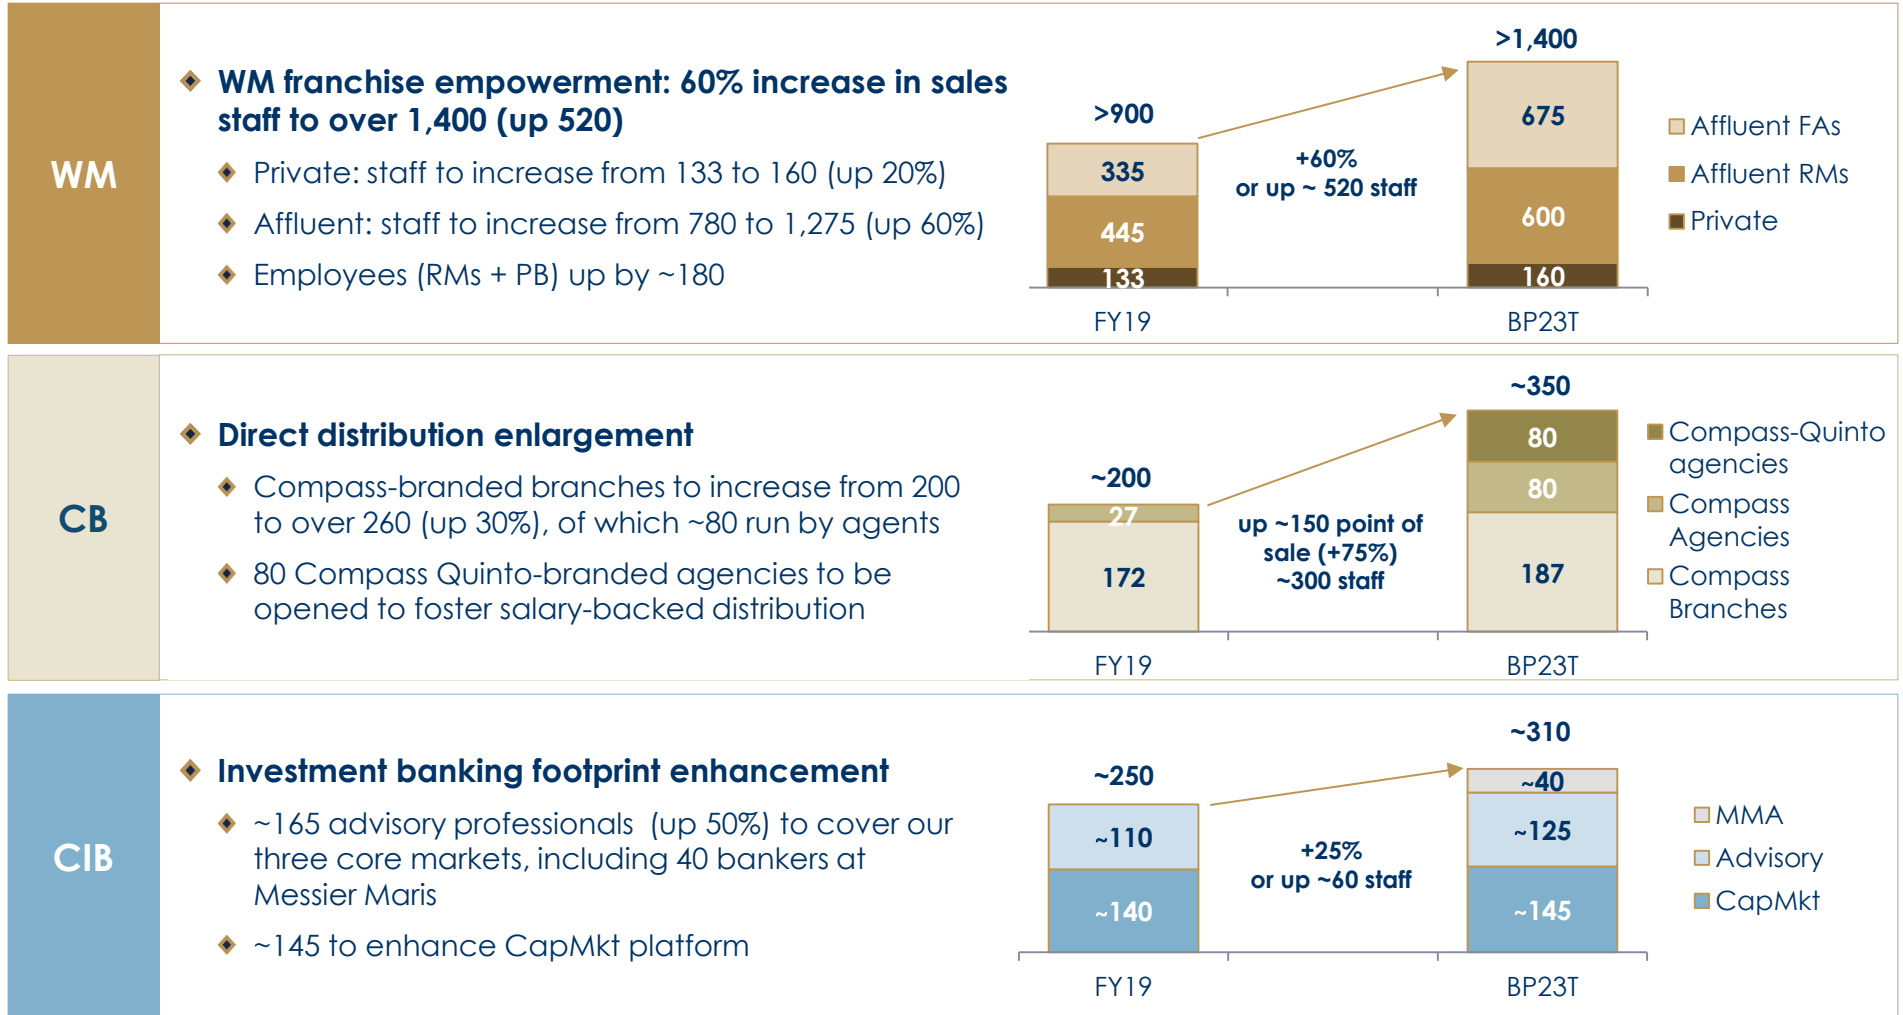 WM
WM franchise empowerment: 60% increase in sales
staff to over 1,400 (up 520)
Private: staff to increase from 133 to 160 (up 20%)
Affluent: staff to increase from 780 to 1,275 (up 60%)
Employees (RMs + PB) up by ~180
>900
335
445
133
FY19
+60%
or up ~ 520 staff
>1,400
675
600
160
BP23T
Affluent FAs
Affluent RMs
Private
CB
Direct distribution enlargement
Compass-branded branches to increase from 200
to over 260 (up 30%), of which ~80 run by agents
80 Compass Quinto-branded agencies to be
opened to foster salary-backed distribution
~200
27
172
FY19
up ~150 point of
sale (+75%)
~300 staff
~350
80
80
187
BP23T
Compass-Quinto
agencies
Compass
Agencies
Compass
Branches
CIB
Investment banking footprint enhancement
~165 advisory professionals (up 50%) to cover our
three core markets, including 40 bankers at
Messier Maris
~145 to enhance CapMkt platform
~250
~110
~140
FY19
+25%
or up ~60 staff
~310
~40
~125
~145
BP23T
MMA
Advisory
CapMkt